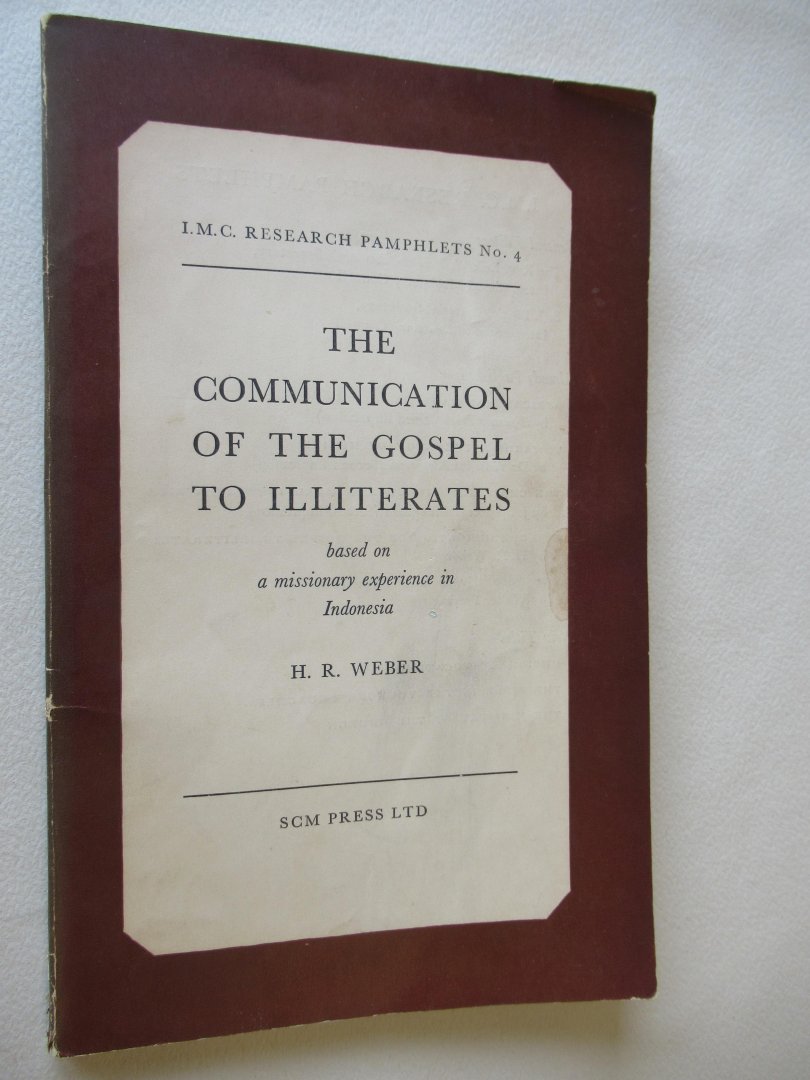 I.M.C. RESEARCH PAMPHLETS No. 4
THE
COMMUNICATION
OF THE GOSPEL
TO ILLITERATES
based on
a missionary experience in
Indonesia
H. R. WEBER
SCM PRESS LTD